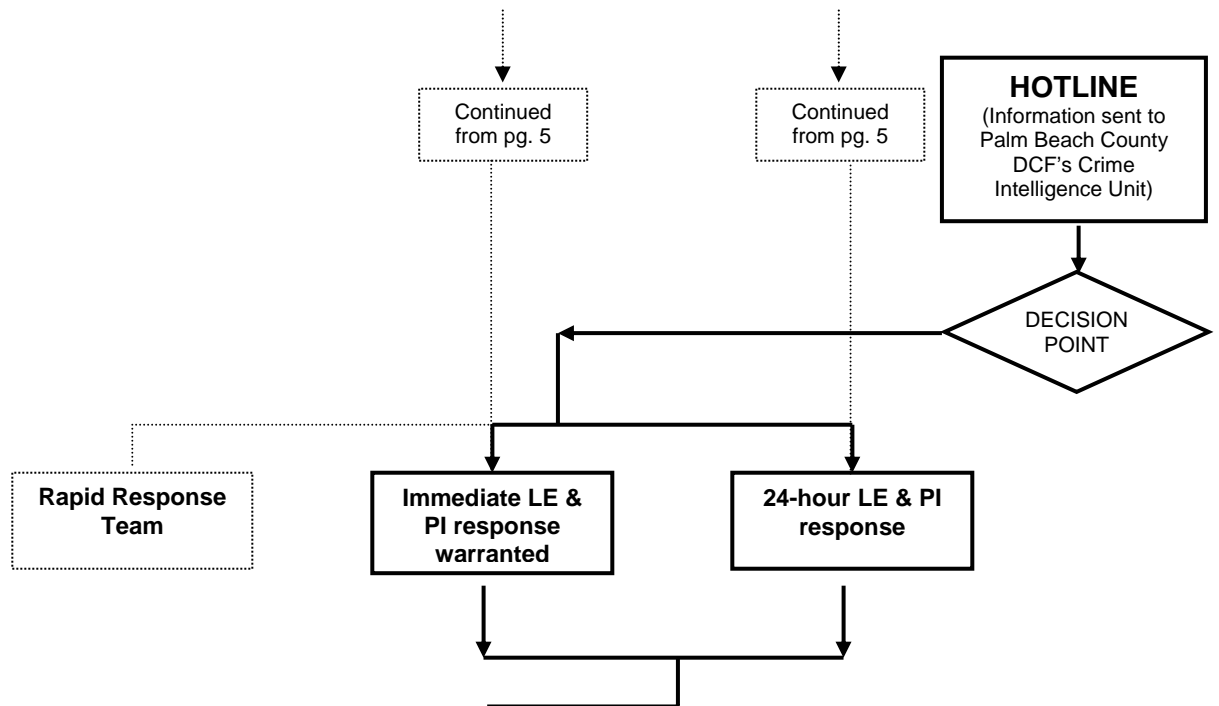 Continued
from pg. 5
Continued
from pg. 5
HOTLINE
(Information sent to
Palm Beach County
DCF's Crime
Intelligence Unit)
DECISION
POINT
Rapid Response
Team
Immediate LE &
PI response
warranted
24-hour LE & PI
response